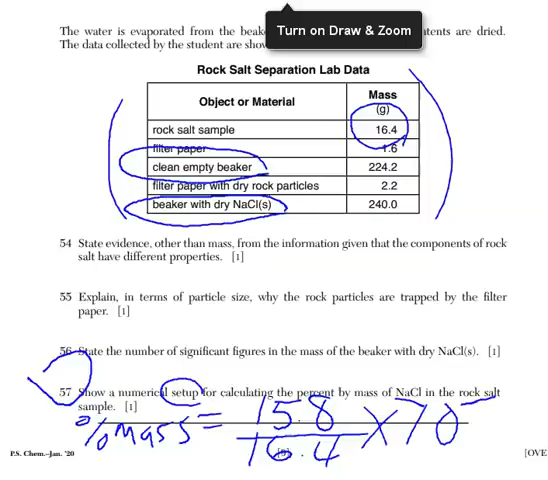 The water is evaporated from the beake
tents are dried.
Turn on Draw & Zoom
The data collected by the student are show
Rock Salt Separation Lab Data
Object or Material Mass (g)
rock salt sample 16.4
filter paper 1.6
clean empty beaker 224.2
filter paper with dry rock particles 2.2
beaker with dry NaCl(s) 240.0
54 State evidence, other than mass, from the information given that the components of rock
salt have different properties. [1]
55 Explain, in terms of particle size, why the rock particles are trapped by the filter
paper. [1]
56 State the number of significant figures in the mass of the beaker with dry NaCl(s). [1]
57 Show a numerical setup for calculating the percent by mass of NaCl in the rock salt
sample. [1]
% mass = 15.8 / 16.4 X
P.S. Chem.–Jan. '20 [OVE